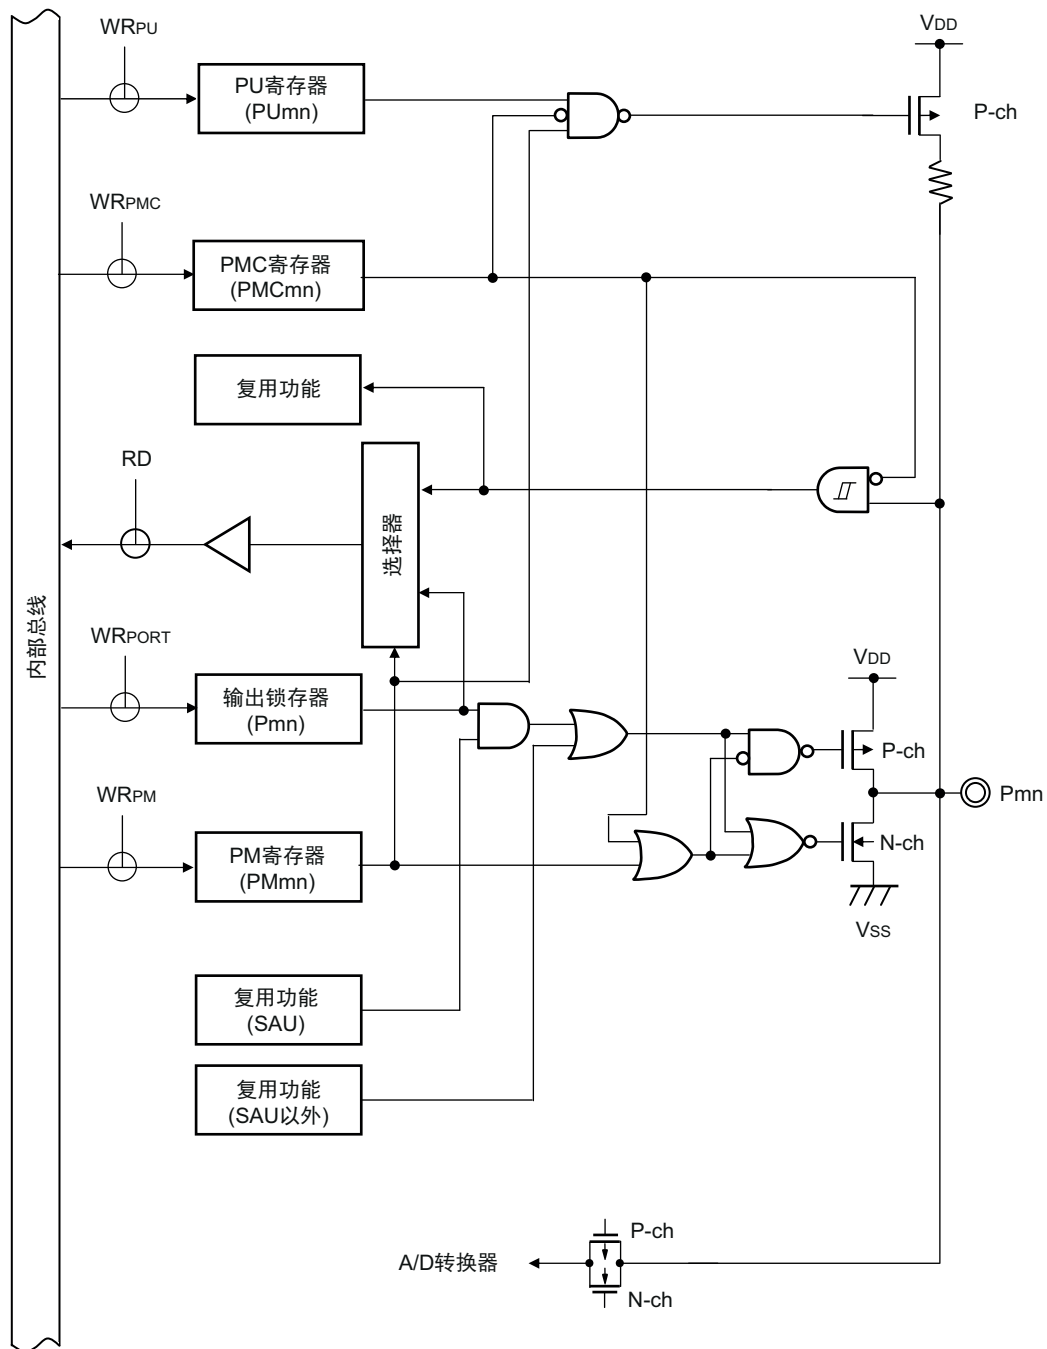 WRPU
PU寄存器
(PUmn)
VDD
P-ch
WRPMC
PMC寄存器
(PMCmn)
复用功能
RD
选择器
内部总线
WRPORT
输出锁存器
(Pmn)
VDD
P-ch
Pmn
WRPM
PM寄存器
(PMmn)
N-ch
VSS
复用功能
(SAU)
复用功能
(SAU以外)
P-ch
A/D转换器
N-ch